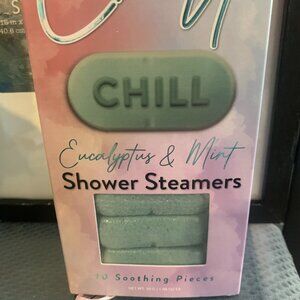 S
CHILL
Eucalyptus & Mint
Shower Steamers
10 Soothing Pieces